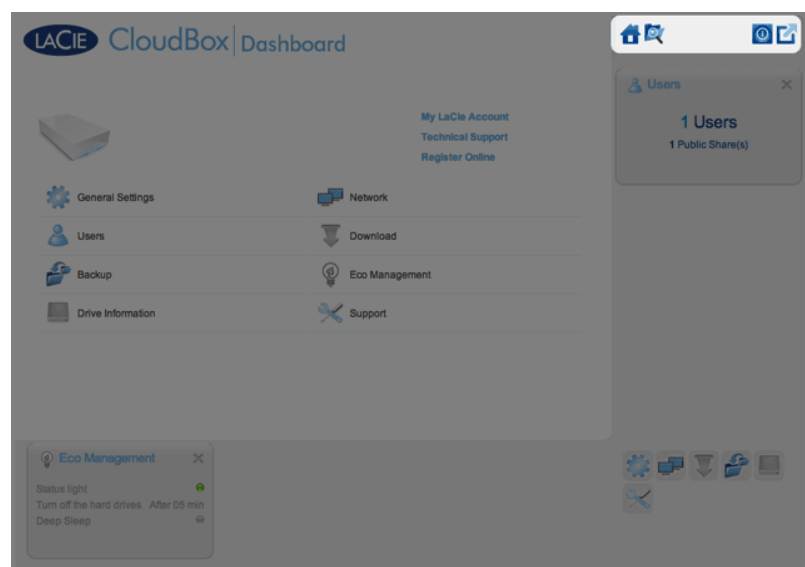 LACIE CloudBox Dashboard
My LaCie Account
Technical Support
Register Online
General Settings
Network
Users
Download
Backup
Eco Management
Drive Information
Support
Users
1 Users
1 Public Share(s)
Eco Management
Status light
Turn off the hard drives After 05 min
Deep Sleep